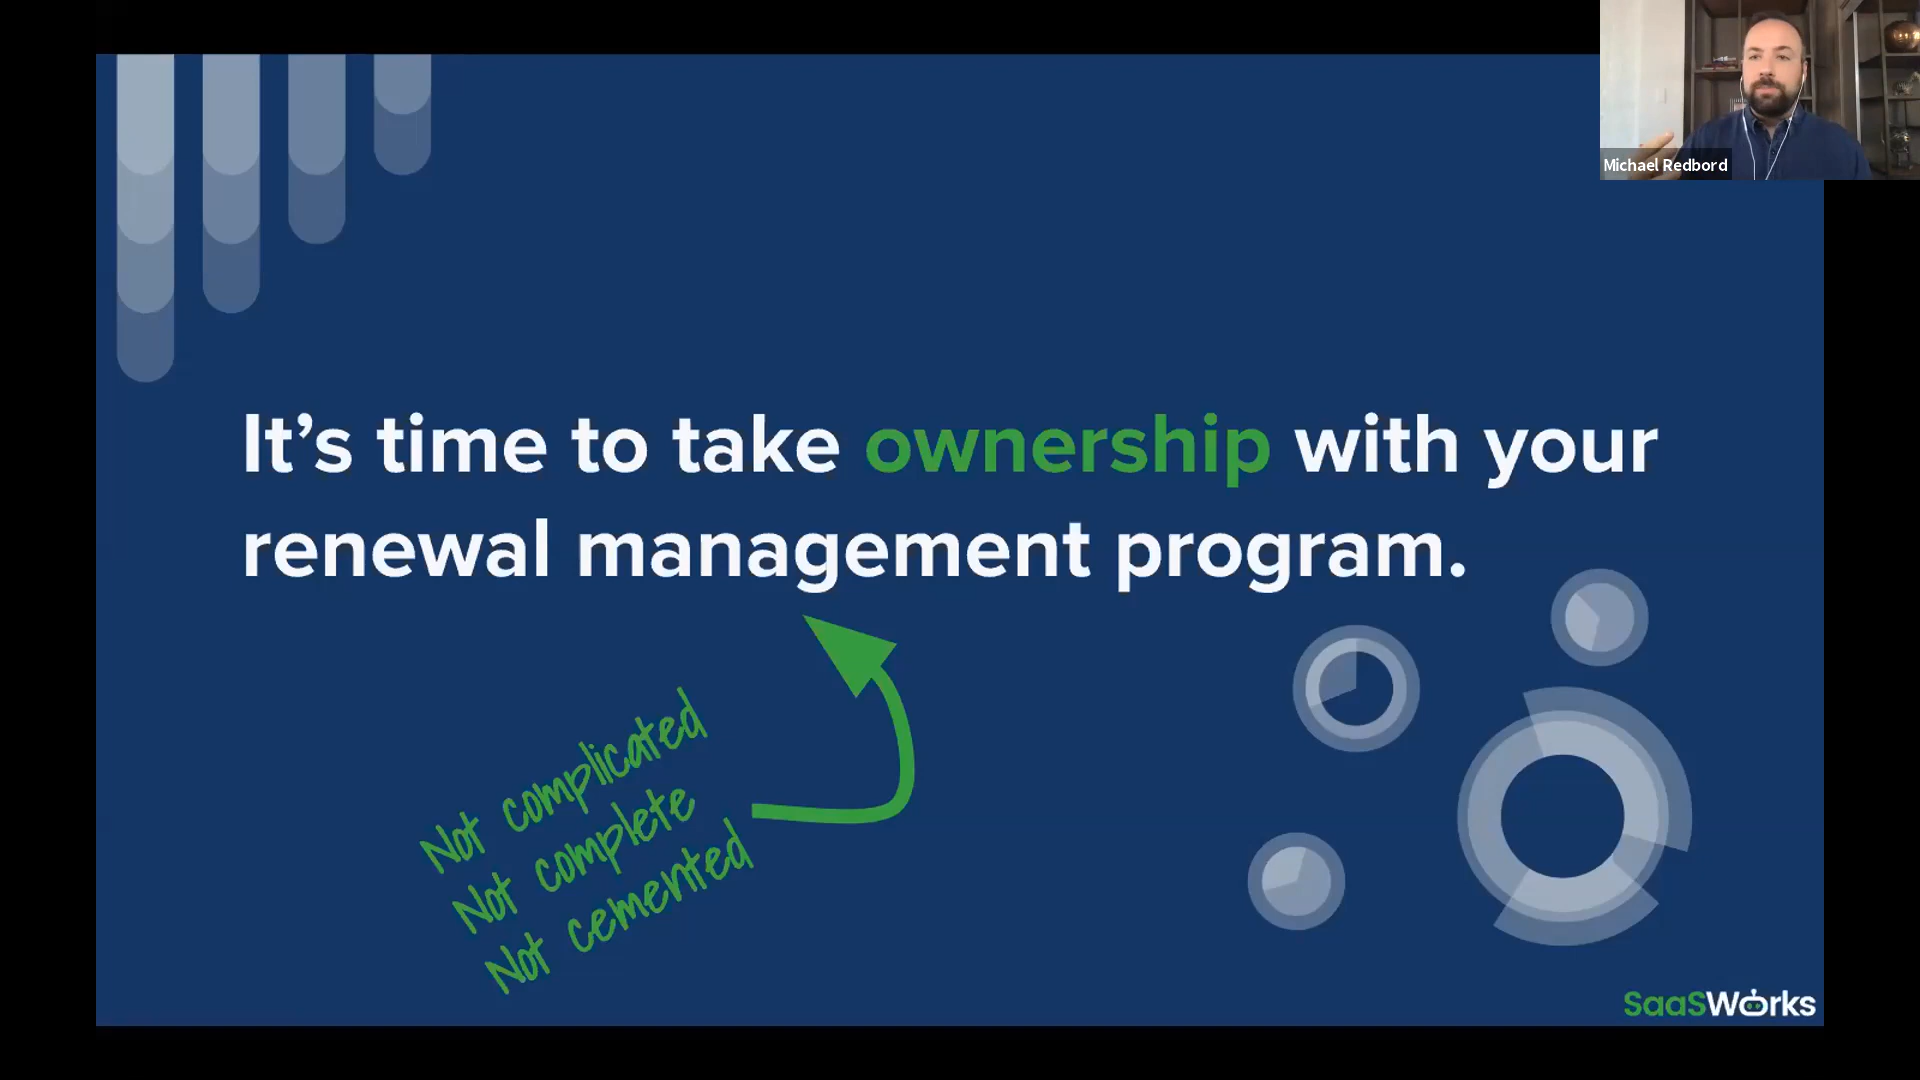 Michael Redbord
It's time to take ownership with your
renewal management program.
Not complicated
Not complete
Not cemented
SaaSWorks